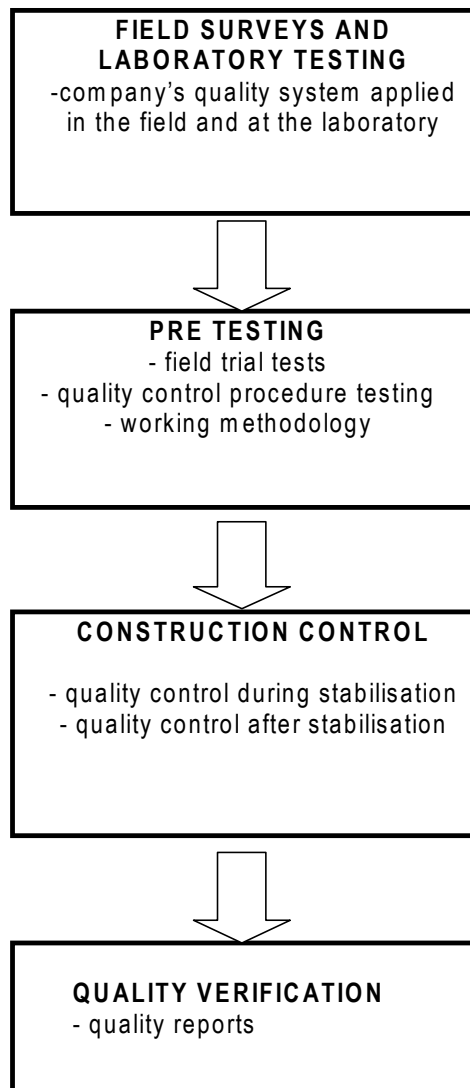 FIELD SURVEYS AND
LABORATORY TESTING
-company's quality system applied
in the field and at the laboratory
PRE TESTING
- field trial tests
- quality control procedure testing
- working methodology
CONSTRUCTION CONTROL
- quality control during stabilisation
- quality control after stabilisation
QUALITY VERIFICATION
- quality reports